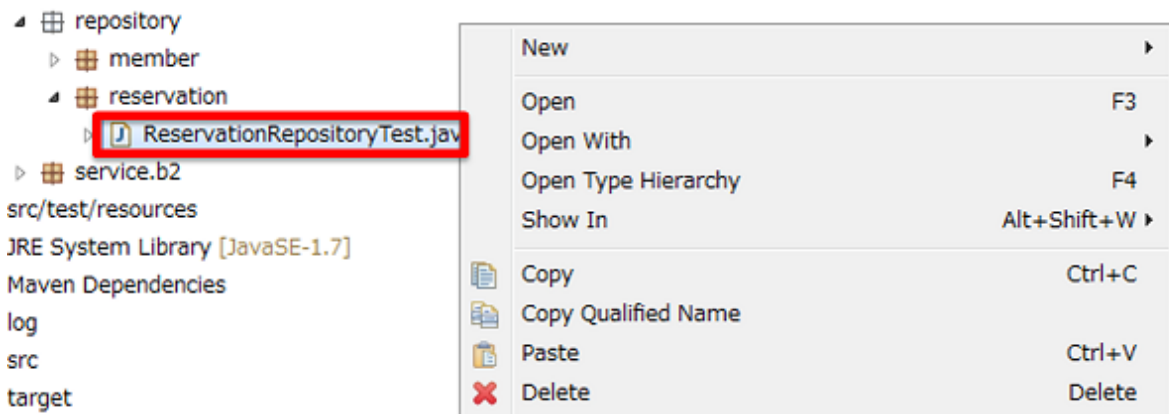 repository
member
reservation
ReservationRepositoryTest.jav
service.b2
src/test/resources
JRE System Library [JavaSE-1.7]
Maven Dependencies
log
src
target
New
Open F3
Open With
Open Type Hierarchy F4
Show In Alt+Shift+W
Copy Ctrl+C
Copy Qualified Name
Paste Ctrl+V
Delete Delete